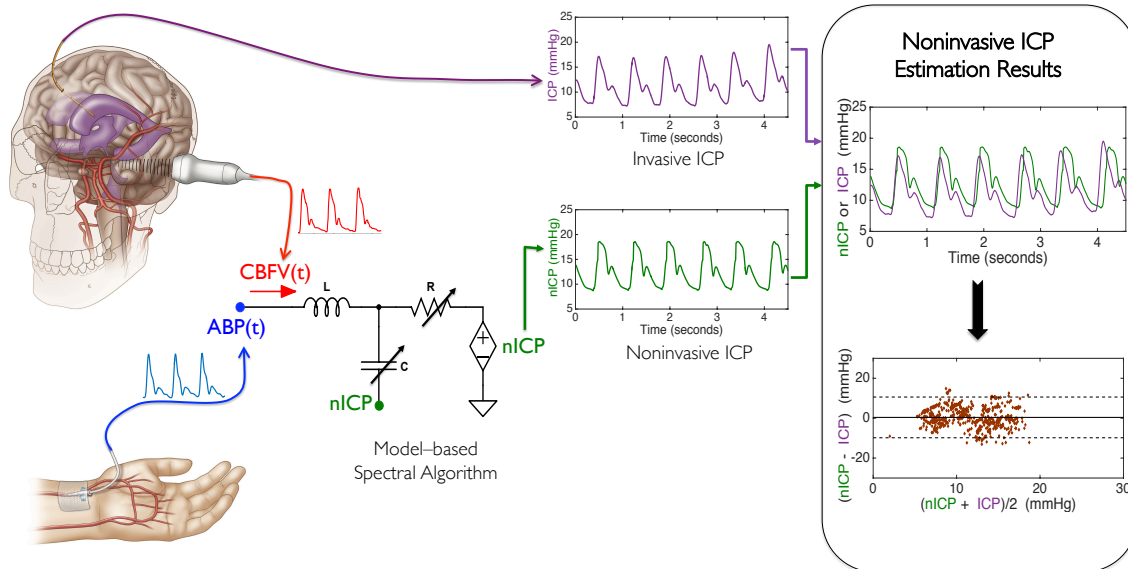 25
20
15
10
5
ICP (mmHg)
0 1 2 3 4
Time (seconds)
Invasive ICP
CBFV(t)
ABP(t)
L
R
C
nICP
nICP
Model–based
Spectral Algorithm
25
20
15
10
5
nICP (mmHg)
0 1 2 3 4
Time (seconds)
Noninvasive ICP
Noninvasive ICP
Estimation Results
25
20
15
10
5
nICP or ICP (mmHg)
0 1 2 3 4
Time (seconds)
20
0
-20
(nICP - ICP) (mmHg)
0 10 20 30
(nICP + ICP)/2 (mmHg)